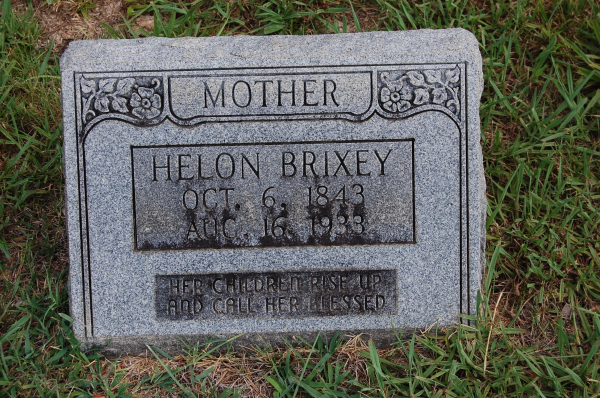 MOTHER
HELON BRIXEY
OCT. 6, 1843
AUG. 16, 1933
HER CHILDREN RISE UP
AND CALL HER BLESSED